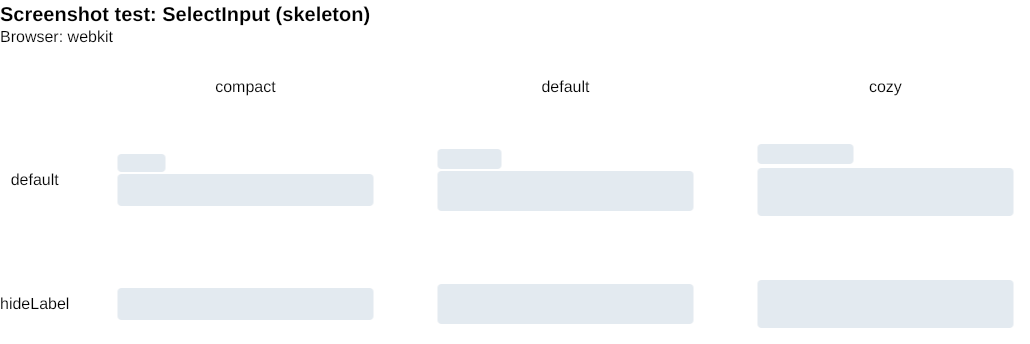 Screenshot test: SelectInput (skeleton)
Browser: webkit
compact default cozy
default
hideLabel